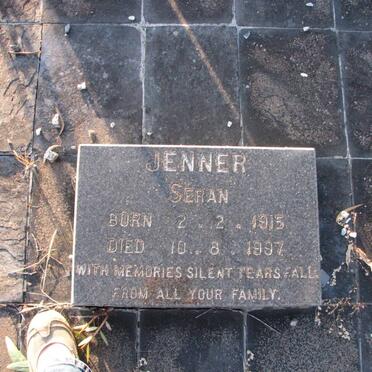 JENNER
SERAN
BORN 2 . 2 . 1915
DIED 10 . 8 . 1997
WITH MEMORIES SILENT TEARS FALL
FROM ALL YOUR FAMILY.